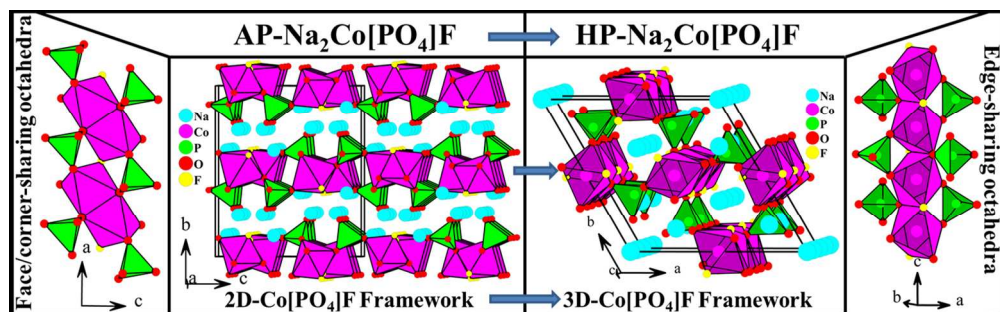 Face/corner-sharing octahedra
AP-Na₂Co[PO₄]F
HP-Na₂Co[PO₄]F
Edge-sharing octahedra
Na
Co
P
O
F
Na
Co
P
O
F
a
c
b
a
c
b
c
a
c
b
a
2D-Co[PO₄]F Framework
3D-Co[PO₄]F Framework